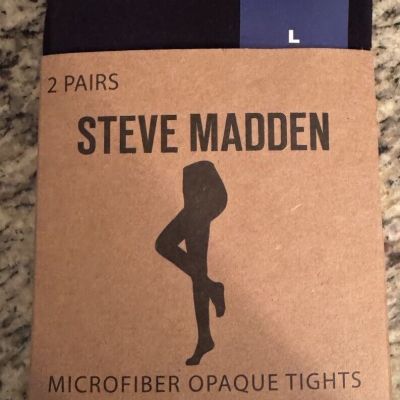 L
2 PAIRS
STEVE MADDEN
MICROFIBER OPAQUE TIGHTS